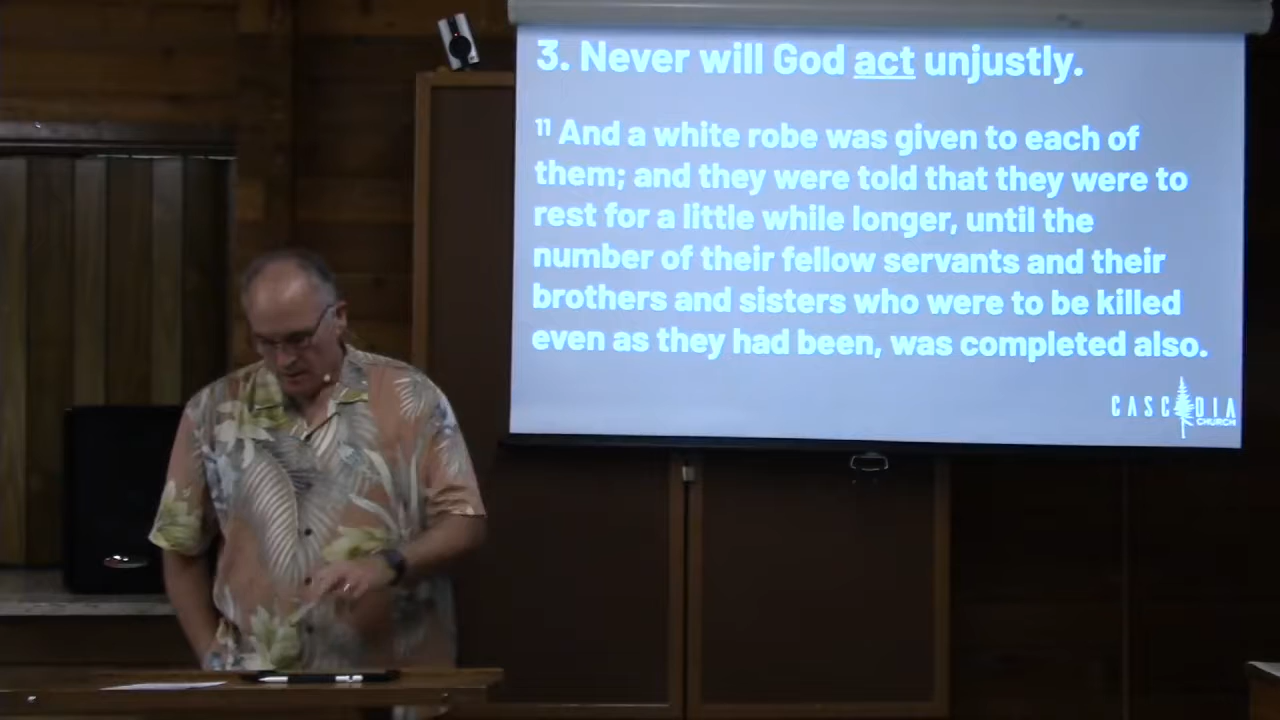 3. Never will God act unjustly.
¹¹ And a white robe was given to each of
them; and they were told that they were to
rest for a little while longer, until the
number of their fellow servants and their
brothers and sisters who were to be killed
even as they had been, was completed also.
CASCADIA
CHURCH